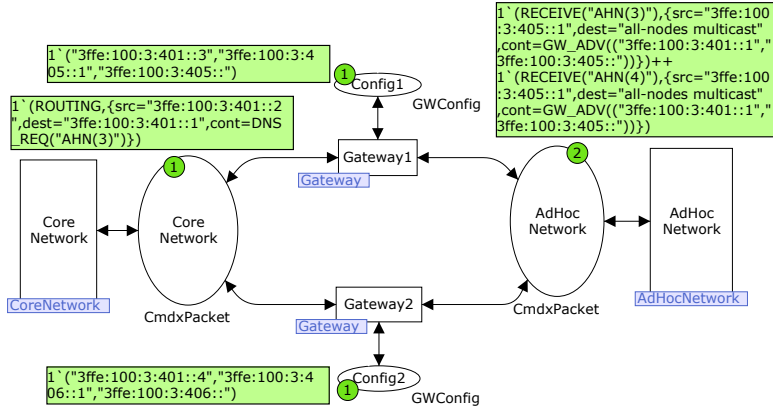 1`(RECEIVE("AHN(3)"),{src="3ffe:100
:3:405::1",dest="all-nodes multicast"
,cont=GW_ADV(("3ffe:100:3:401::1","
3ffe:100:3:405::"))})++
1`(RECEIVE("AHN(4)"),{src="3ffe:100
:3:405::1",dest="all-nodes multicast"
,cont=GW_ADV(("3ffe:100:3:401::1","
3ffe:100:3:405::"))})
1`("3ffe:100:3:401::3","3ffe:100:3:4
05::1","3ffe:100:3:405::")
1
Config1
GWConfig
1`(ROUTING,{src="3ffe:100:3:401::2
",dest="3ffe:100:3:401::1",cont=DNS
_REQ("AHN(3)")})
1
2
Gateway1
Gateway
Core
Network
CoreNetwork
Core
Network
CmdxPacket
AdHoc
Network
CmdxPacket
AdHoc
Network
AdHocNetwork
Gateway2
Gateway
1`("3ffe:100:3:401::4","3ffe:100:3:4
06::1","3ffe:100:3:406::")
1
Config2
GWConfig